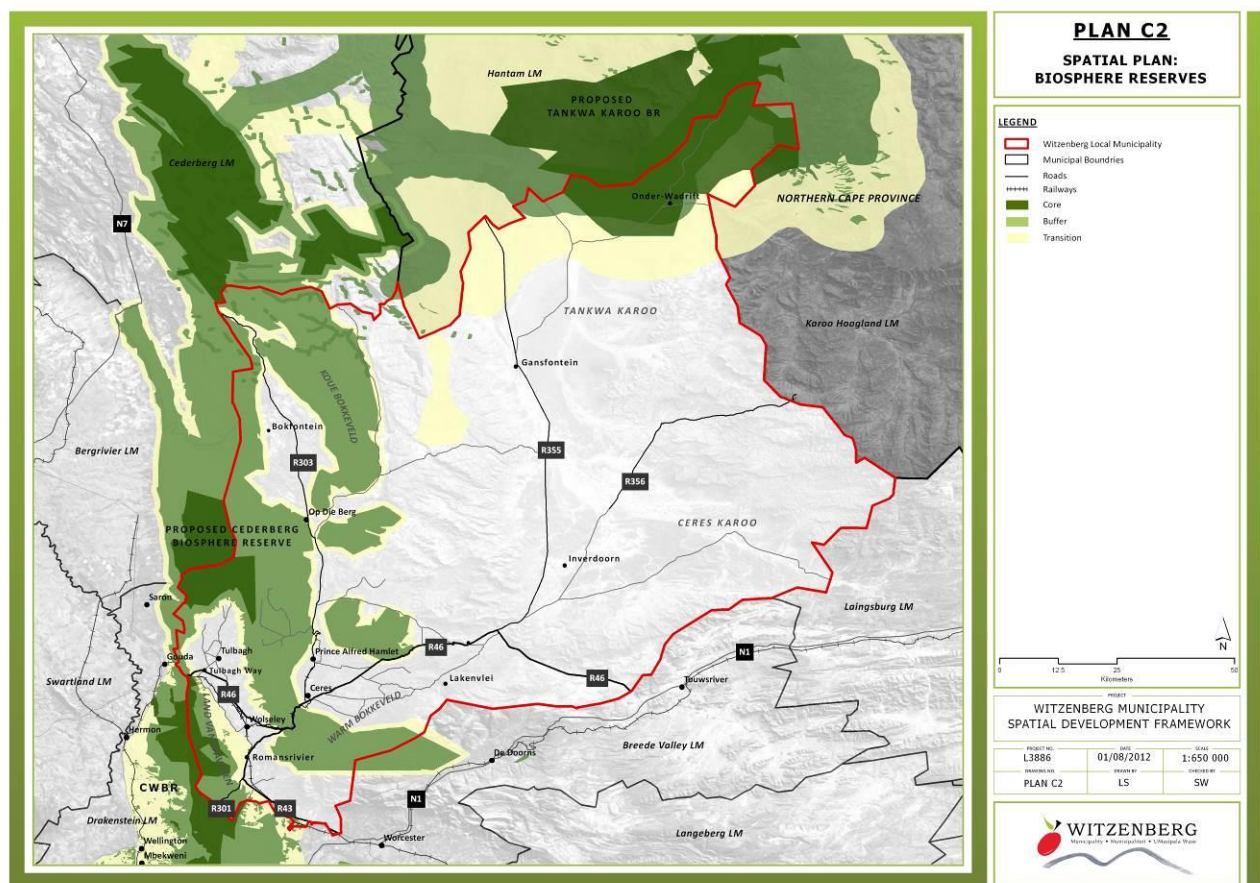 PLAN C2
SPATIAL PLAN:
BIOSPHERE RESERVES
LEGEND
Witzenberg Local Municipality
Municipal Boundries
Roads
Railways
Core
Buffer
Transition
Hantam LM
PROPOSED
TANKWA KAROO BR
Cederberg LM
Onder-Wadrift
NORTHERN CAPE PROVINCE
N7
TANKWA KAROO
Karoo Hoogland LM
Gansfontein
KOUE BOKKEVELD
Bokfontein
Bergrivier LM
R303
R355
R356
Op Die Berg
PROPOSED CEDERBERG
BIOSPHERE RESERVE
CERES KAROO
Inverdoorn
Saron
Laingsburg LM
Gouda
Tulbagh
Tulbagh Way
Prince Alfred Hamlet
R46
N1
Swartland LM
R46
R46
Ceres
Lakenvlei
Touwsriver
WARM BOKKEVELD
Wolseley
Hermon
Romansrivier
De Doorns
Breede Valley LM
CWBR
R301
R43
N1
Drakenstein LM
Worcester
Langeberg LM
Wellington
Mbekweni
N
0
12.5
25
50
Kilometers
PROJECT
WITZENBERG MUNICIPALITY
SPATIAL DEVELOPMENT FRAMEWORK
PROJECT NO.
DATE
SCALE
L3886
01/08/2012
1:650 000
DRAWING NO.
DRAWN BY
CHECKED BY
PLAN C2
LS
SW
WITZENBERG
Municipality • Munisipaliteit • UMasipala Wase